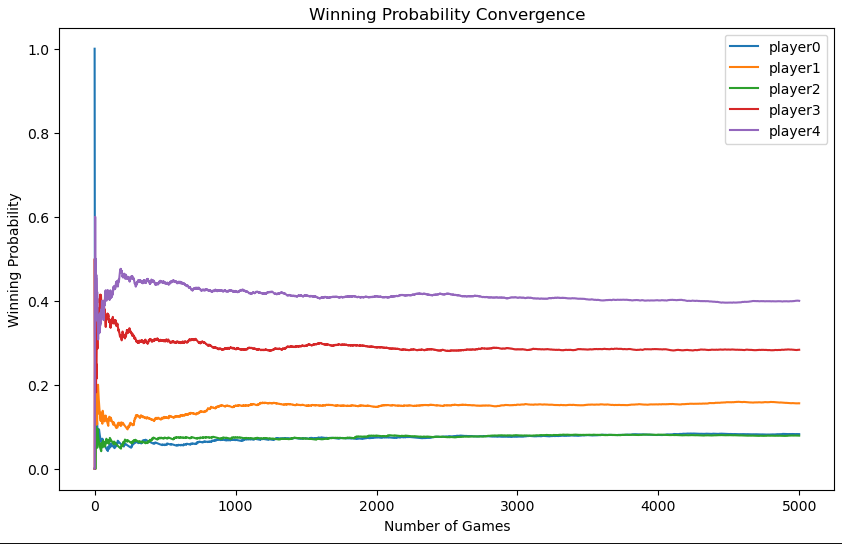 Winning Probability Convergence
player0
player1
player2
player3
player4
Winning Probability
1.0
0.8
0.6
0.4
0.2
0.0
0 1000 2000 3000 4000 5000
Number of Games